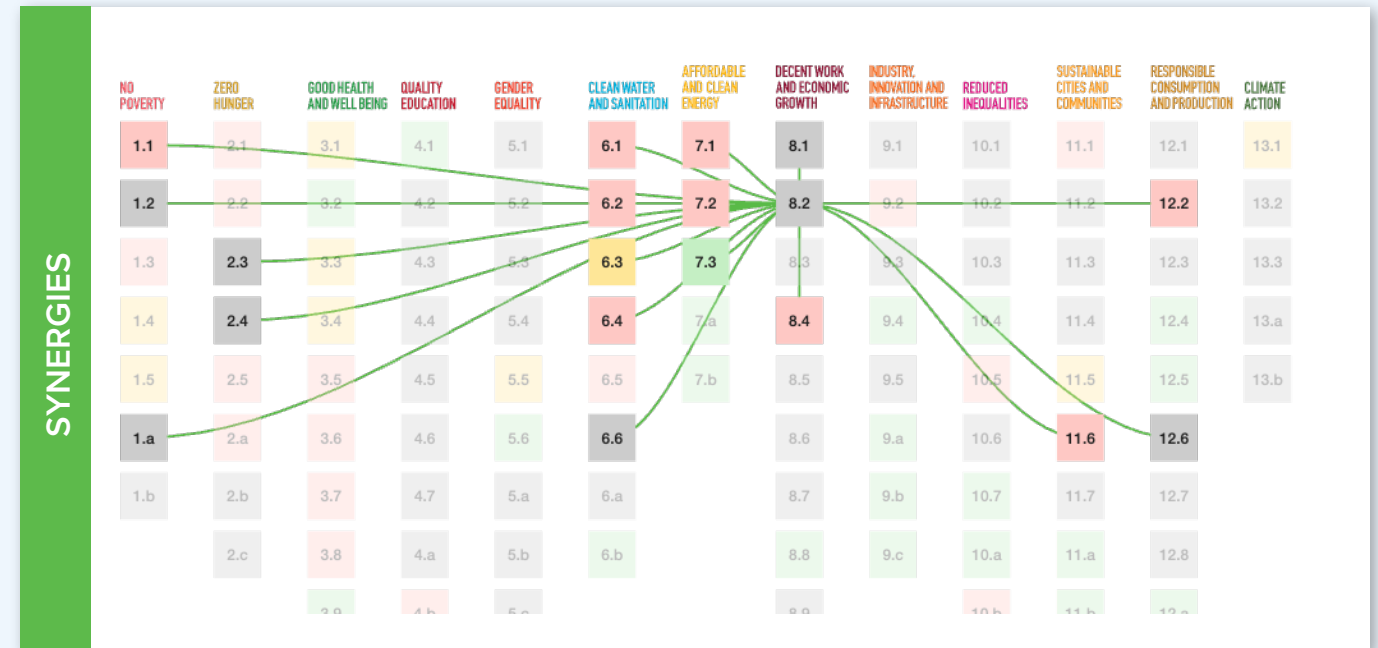 SYNERGIES
NO
POVERTY
ZERO
HUNGER
GOOD HEALTH
AND WELL BEING
QUALITY
EDUCATION
GENDER
EQUALITY
CLEAN WATER
AND SANITATION
AFFORDABLE
AND CLEAN
ENERGY
DECENT WORK
AND ECONOMIC
GROWTH
INDUSTRY,
INNOVATION AND
INFRASTRUCTURE
REDUCED
INEQUALITIES
SUSTAINABLE
CITIES AND
COMMUNITIES
RESPONSIBLE
CONSUMPTION
AND PRODUCTION
CLIMATE
ACTION
1.1 2.1 3.1 4.1 5.1 6.1 7.1 8.1 9.1 10.1 11.1 12.1 13.1
1.2 2.2 3.2 4.2 5.2 6.2 7.2 8.2 9.2 10.2 11.2 12.2 13.2
1.3 2.3 3.3 4.3 5.3 6.3 7.3 8.3 9.3 10.3 11.3 12.3 13.3
1.4 2.4 3.4 4.4 5.4 6.4 7.a 8.4 9.4 10.4 11.4 12.4 13.a
1.5 2.5 3.5 4.5 5.5 6.5 7.b 8.5 9.5 10.5 11.5 12.5 13.b
1.a 2.a 3.6 4.6 5.6 6.6 8.6 9.a 10.6 11.6 12.6
1.b 2.b 3.7 4.7 5.a 6.a 8.7 9.b 10.7 11.7 12.7
2.c 3.8 4.a 5.b 6.b 8.8 9.c 10.a 11.a 12.8
3.9 4.b 5.c 8.9 10.b 11.b 12.a